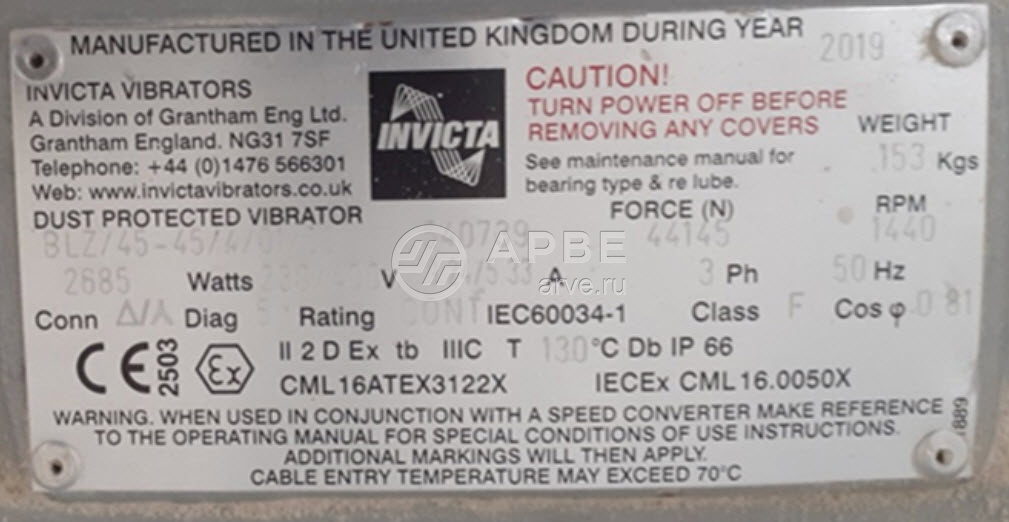 MANUFACTURED IN THE UNITED KINGDOM DURING YEAR 2019
INVICTA VIBRATORS
A Division of Grantham Eng Ltd.
Grantham England. NG31 7SF
Telephone: +44 (0)1476 566301
Web: www.invictavibrators.co.uk
INVICTA
CAUTION!
TURN POWER OFF BEFORE
REMOVING ANY COVERS
See maintenance manual for
bearing type & re lube.
WEIGHT
153 Kgs
DUST PROTECTED VIBRATOR
FORCE (N)
RPM
44145
1440
АРВЕ
arve.ru
2685 Watts V A 3 Ph 50 Hz
Conn Δ/⅄ Diag Rating CONT IEC60034-1 Class F Cos φ 0 81
CE 2503 Ex
II 2 D Ex tb IIIC T 130 °C Db IP 66
CML 16ATEX3122X IECEx CML 16.0050X
WARNING. WHEN USED IN CONJUNCTION WITH A SPEED CONVERTER MAKE REFERENCE
TO THE OPERATING MANUAL FOR SPECIAL CONDITIONS OF USE INSTRUCTIONS.
ADDITIONAL MARKINGS WILL THEN APPLY.
CABLE ENTRY TEMPERATURE MAY EXCEED 70°C